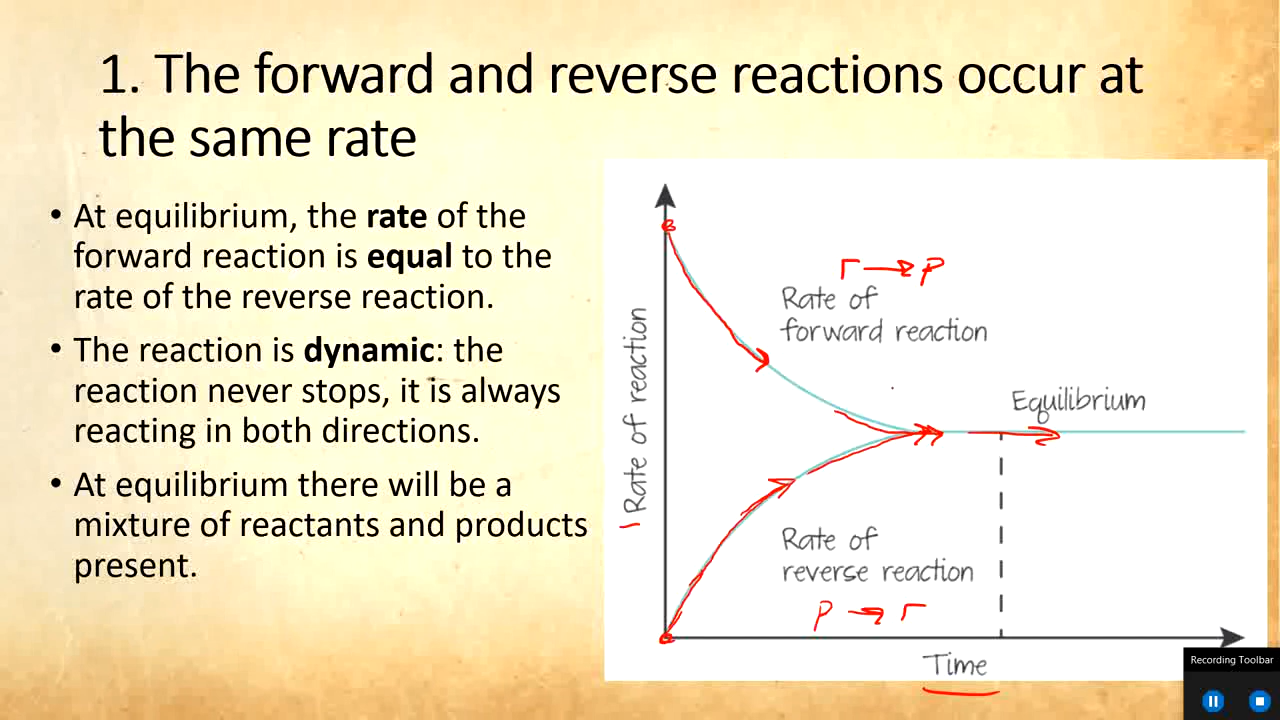 1. The forward and reverse reactions occur at
the same rate
• At equilibrium, the rate of the
forward reaction is equal to the
rate of the reverse reaction.
• The reaction is dynamic: the
reaction never stops, it is always
reacting in both directions.
• At equilibrium there will be a
mixture of reactants and products
present.
Rate of reaction
r → p
Rate of
forward reaction
Equilibrium
Rate of
reverse reaction
p → r
Time
Recording Toolbar